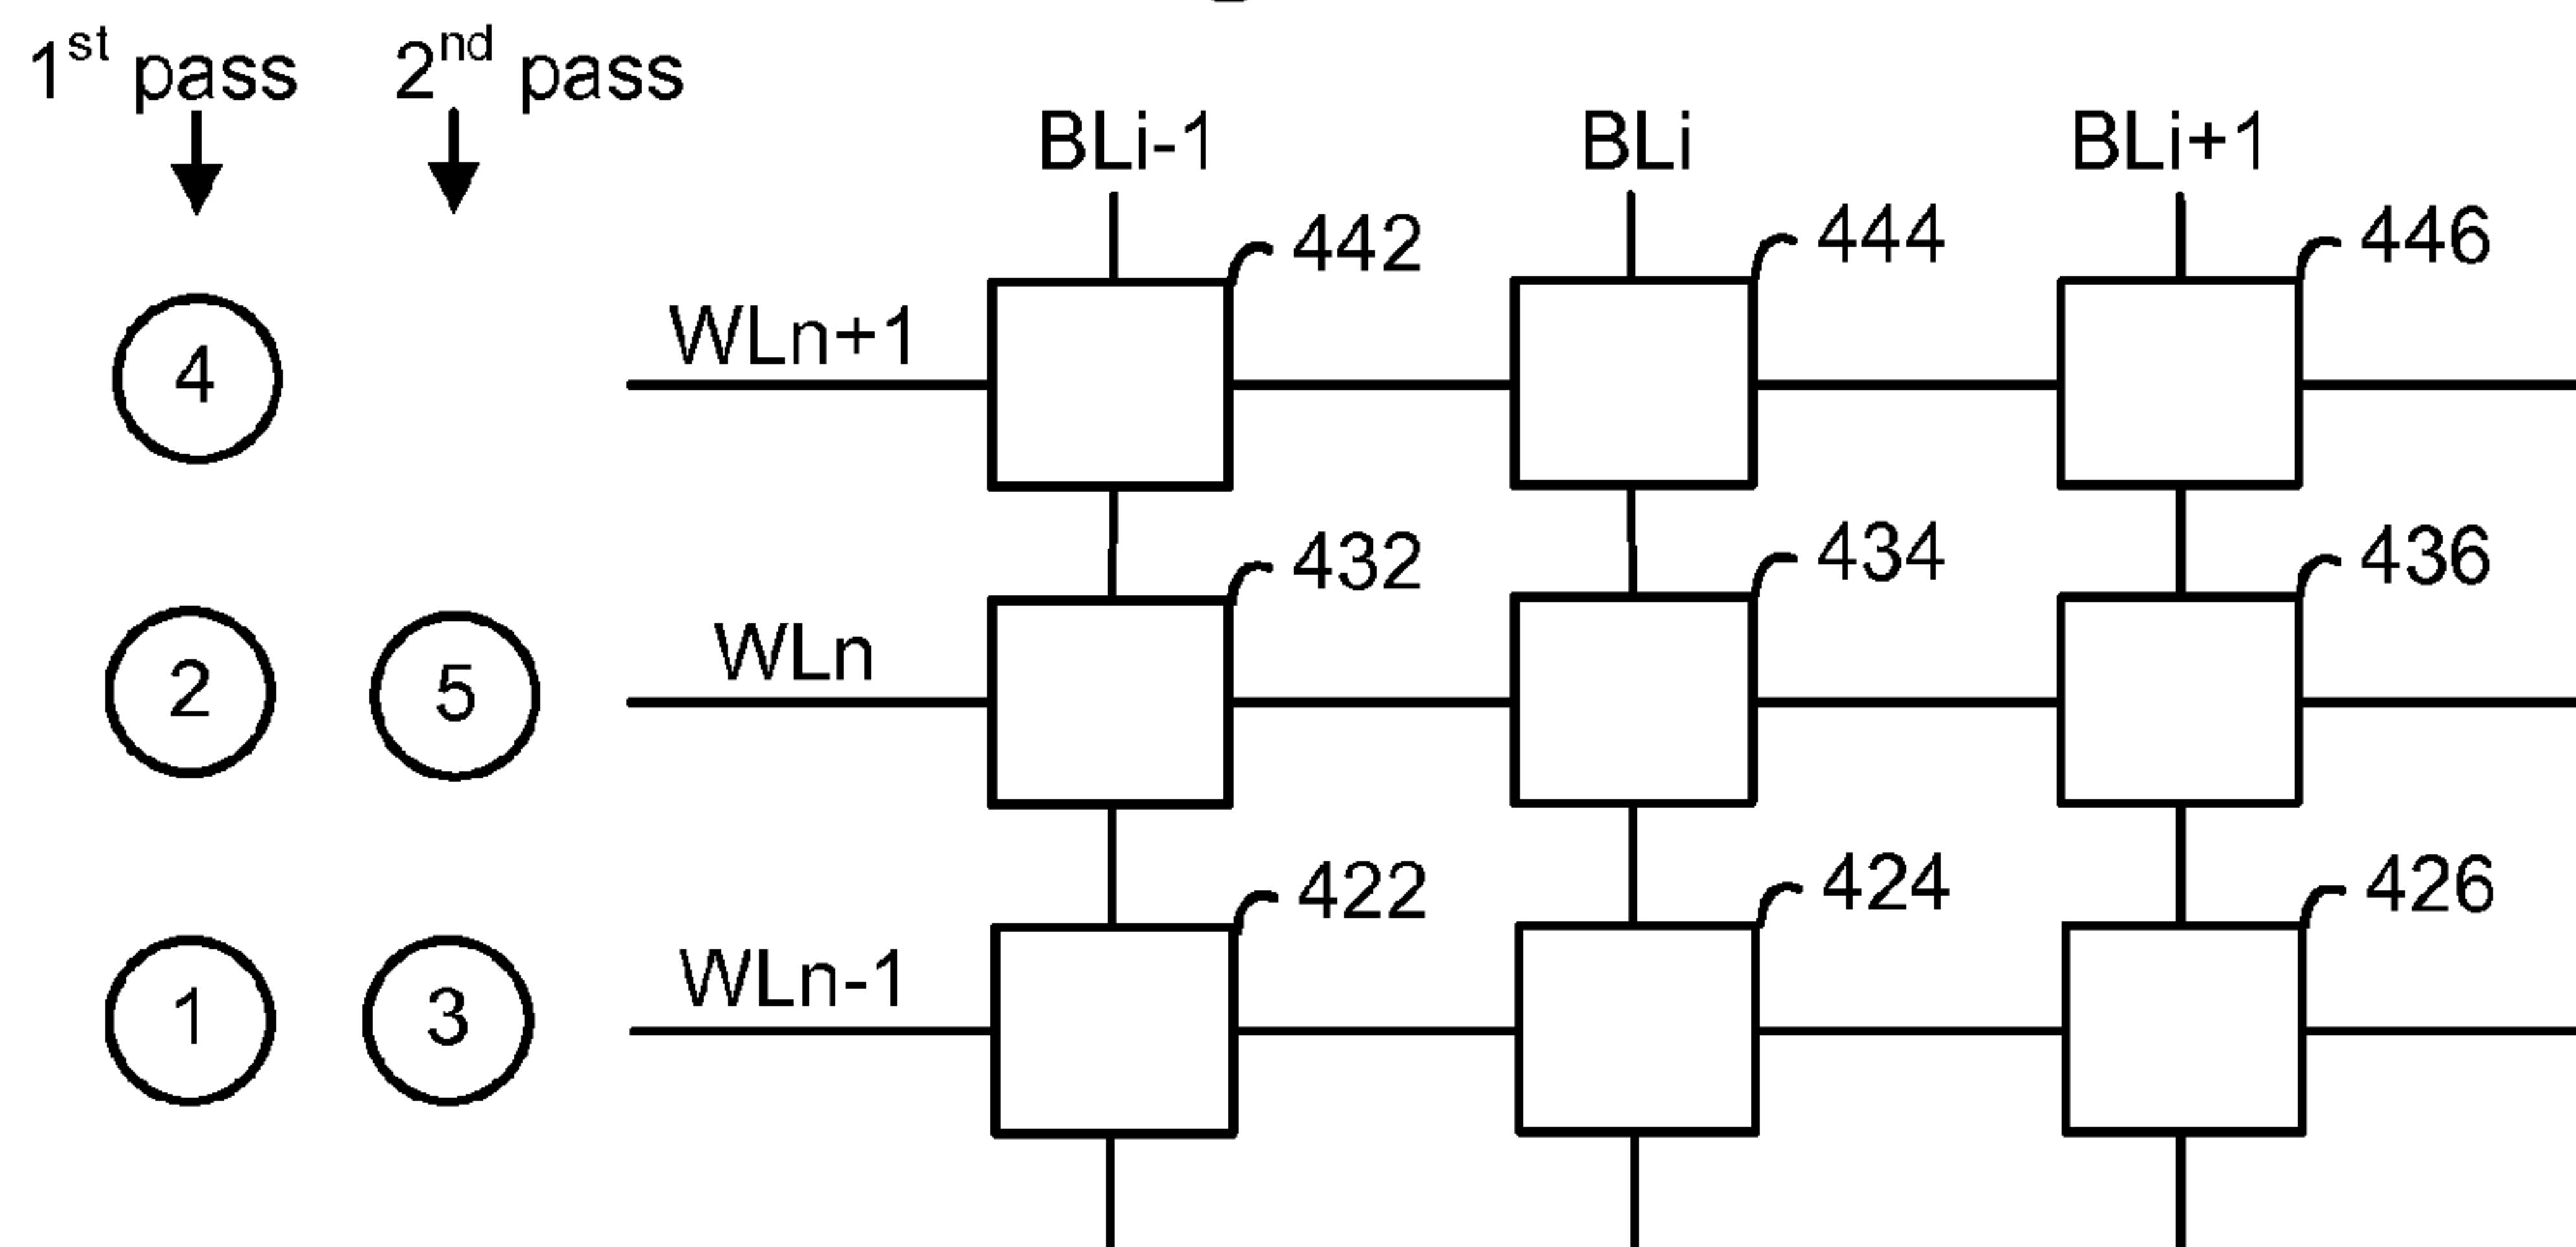 1st pass 2nd pass
BLi-1 BLi BLi+1
442 444 446
4 WLn+1
432 434 436
2 5 WLn
422 424 426
1 3 WLn-1